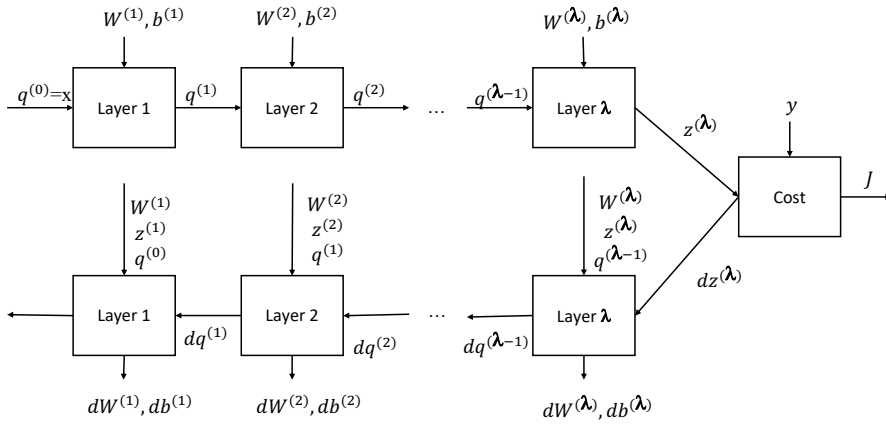 W⁽¹⁾, b⁽¹⁾ W⁽²⁾, b⁽²⁾ W⁽𝛌⁾, b⁽𝛌⁾
q⁽⁰⁾=x Layer 1 q⁽¹⁾ Layer 2 q⁽²⁾ ... q⁽𝛌⁻¹⁾ Layer 𝛌
z⁽𝛌⁾
y
Cost
J
W⁽¹⁾ W⁽²⁾ W⁽𝛌⁾
z⁽¹⁾ z⁽²⁾ z⁽𝛌⁾
q⁽⁰⁾ q⁽¹⁾ q⁽𝛌⁻¹⁾
dz⁽𝛌⁾
Layer 1 Layer 2 ... Layer 𝛌
dq⁽¹⁾ dq⁽²⁾ dq⁽𝛌⁻¹⁾
dW⁽¹⁾, db⁽¹⁾ dW⁽²⁾, db⁽²⁾ dW⁽𝛌⁾, db⁽𝛌⁾